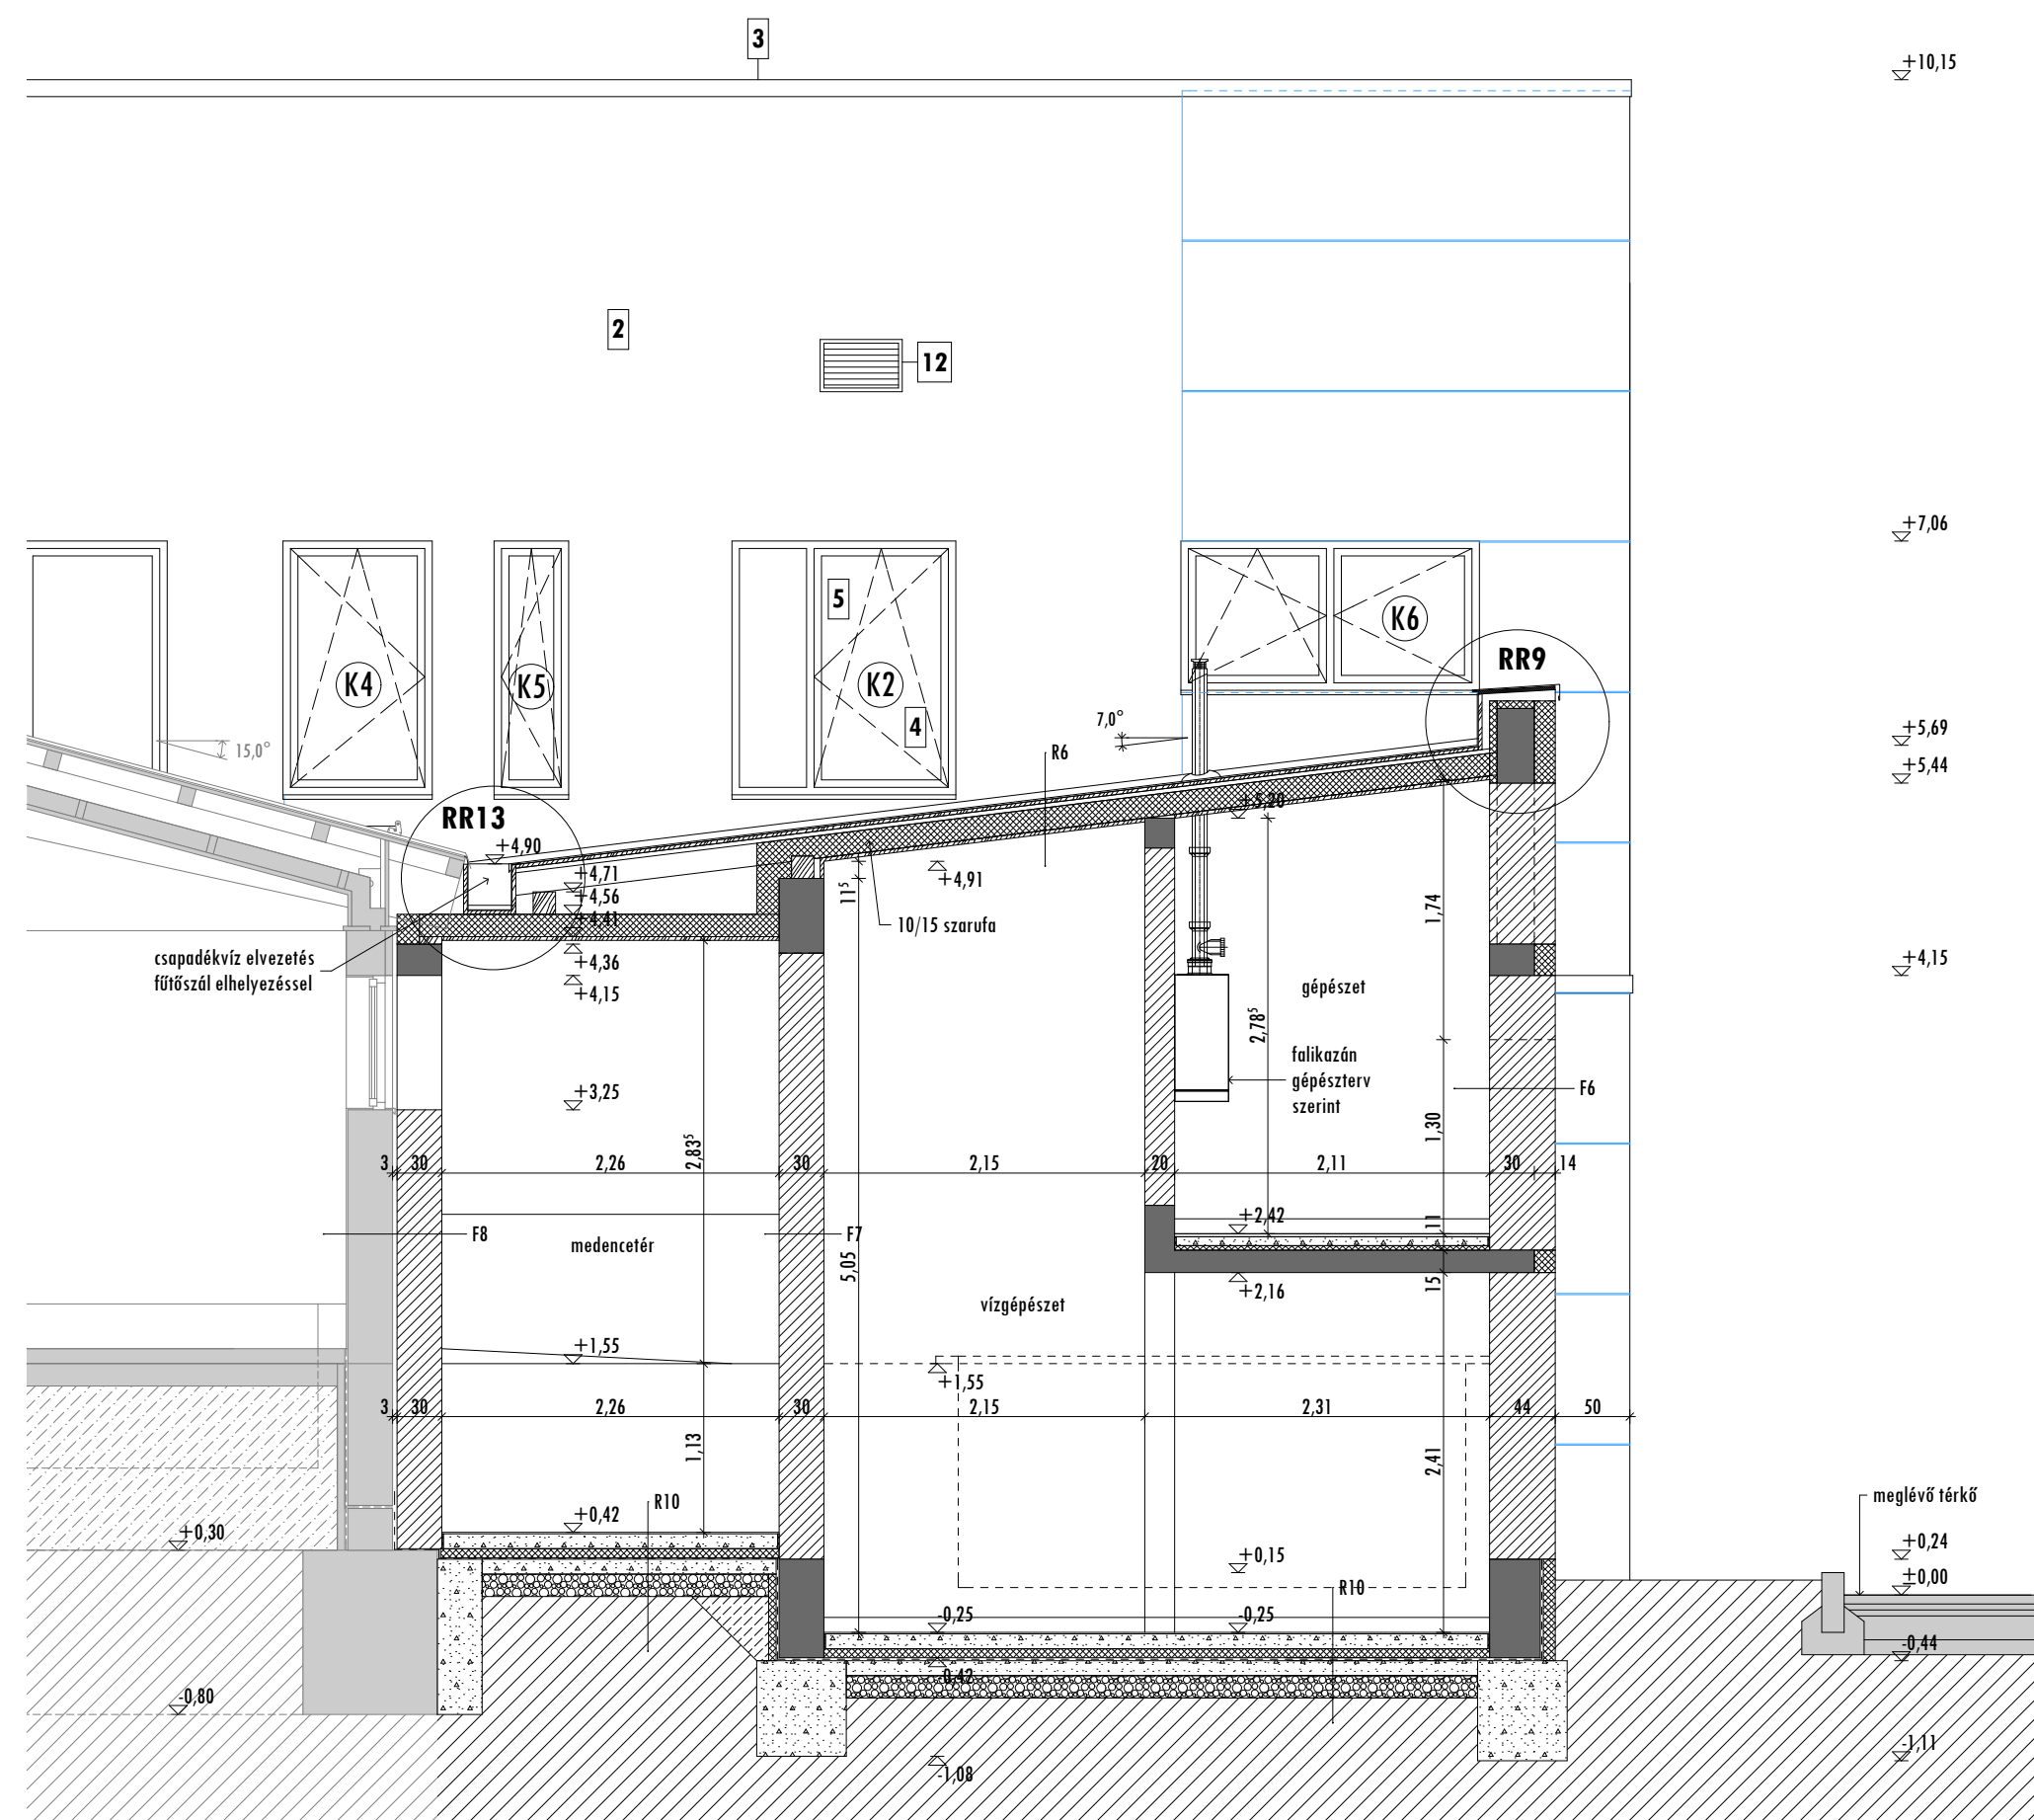 3
+10,15
2
12
+7,06
5
K4
K5
K2
K6
RR9
4
7,0°
15,0°
R6
+5,69
+5,44
+5,20
RR13
+4,90
+4,71
+4,56
+4,41
+4,91
11⁵
1,74
10/15 szarufa
csapadékvíz elvezetés
fűtőszál elhelyezéssel
+4,36
+4,15
+4,15
gépészet
2,78⁵
falikazán
gépészterv
szerint
F6
+3,25
2,83⁵
1,30
3
30
2,26
30
2,15
20
2,11
30
14
+2,42
11
F8
medencetér
F7
5,05
+2,16
15
vízgépészet
+1,55
+1,55
3
30
2,26
30
2,15
2,31
44
50
1,13
2,41
R10
meglévő térkő
+0,42
+0,30
+0,24
+0,15
±0,00
R10
-0,25
-0,25
-0,42
-0,44
-0,80
-1,11
-1,08